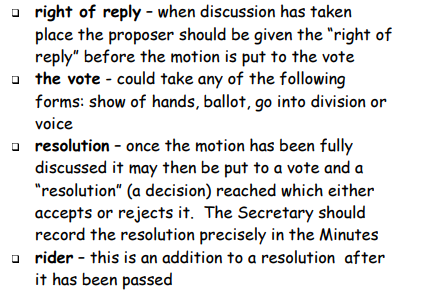 ❑ right of reply – when discussion has taken
place the proposer should be given the “right of
reply” before the motion is put to the vote
❑ the vote - could take any of the following
forms: show of hands, ballot, go into division or
voice
❑ resolution – once the motion has been fully
discussed it may then be put to a vote and a
“resolution” (a decision) reached which either
accepts or rejects it.  The Secretary should
record the resolution precisely in the Minutes
❑ rider – this is an addition to a resolution  after
it has been passed